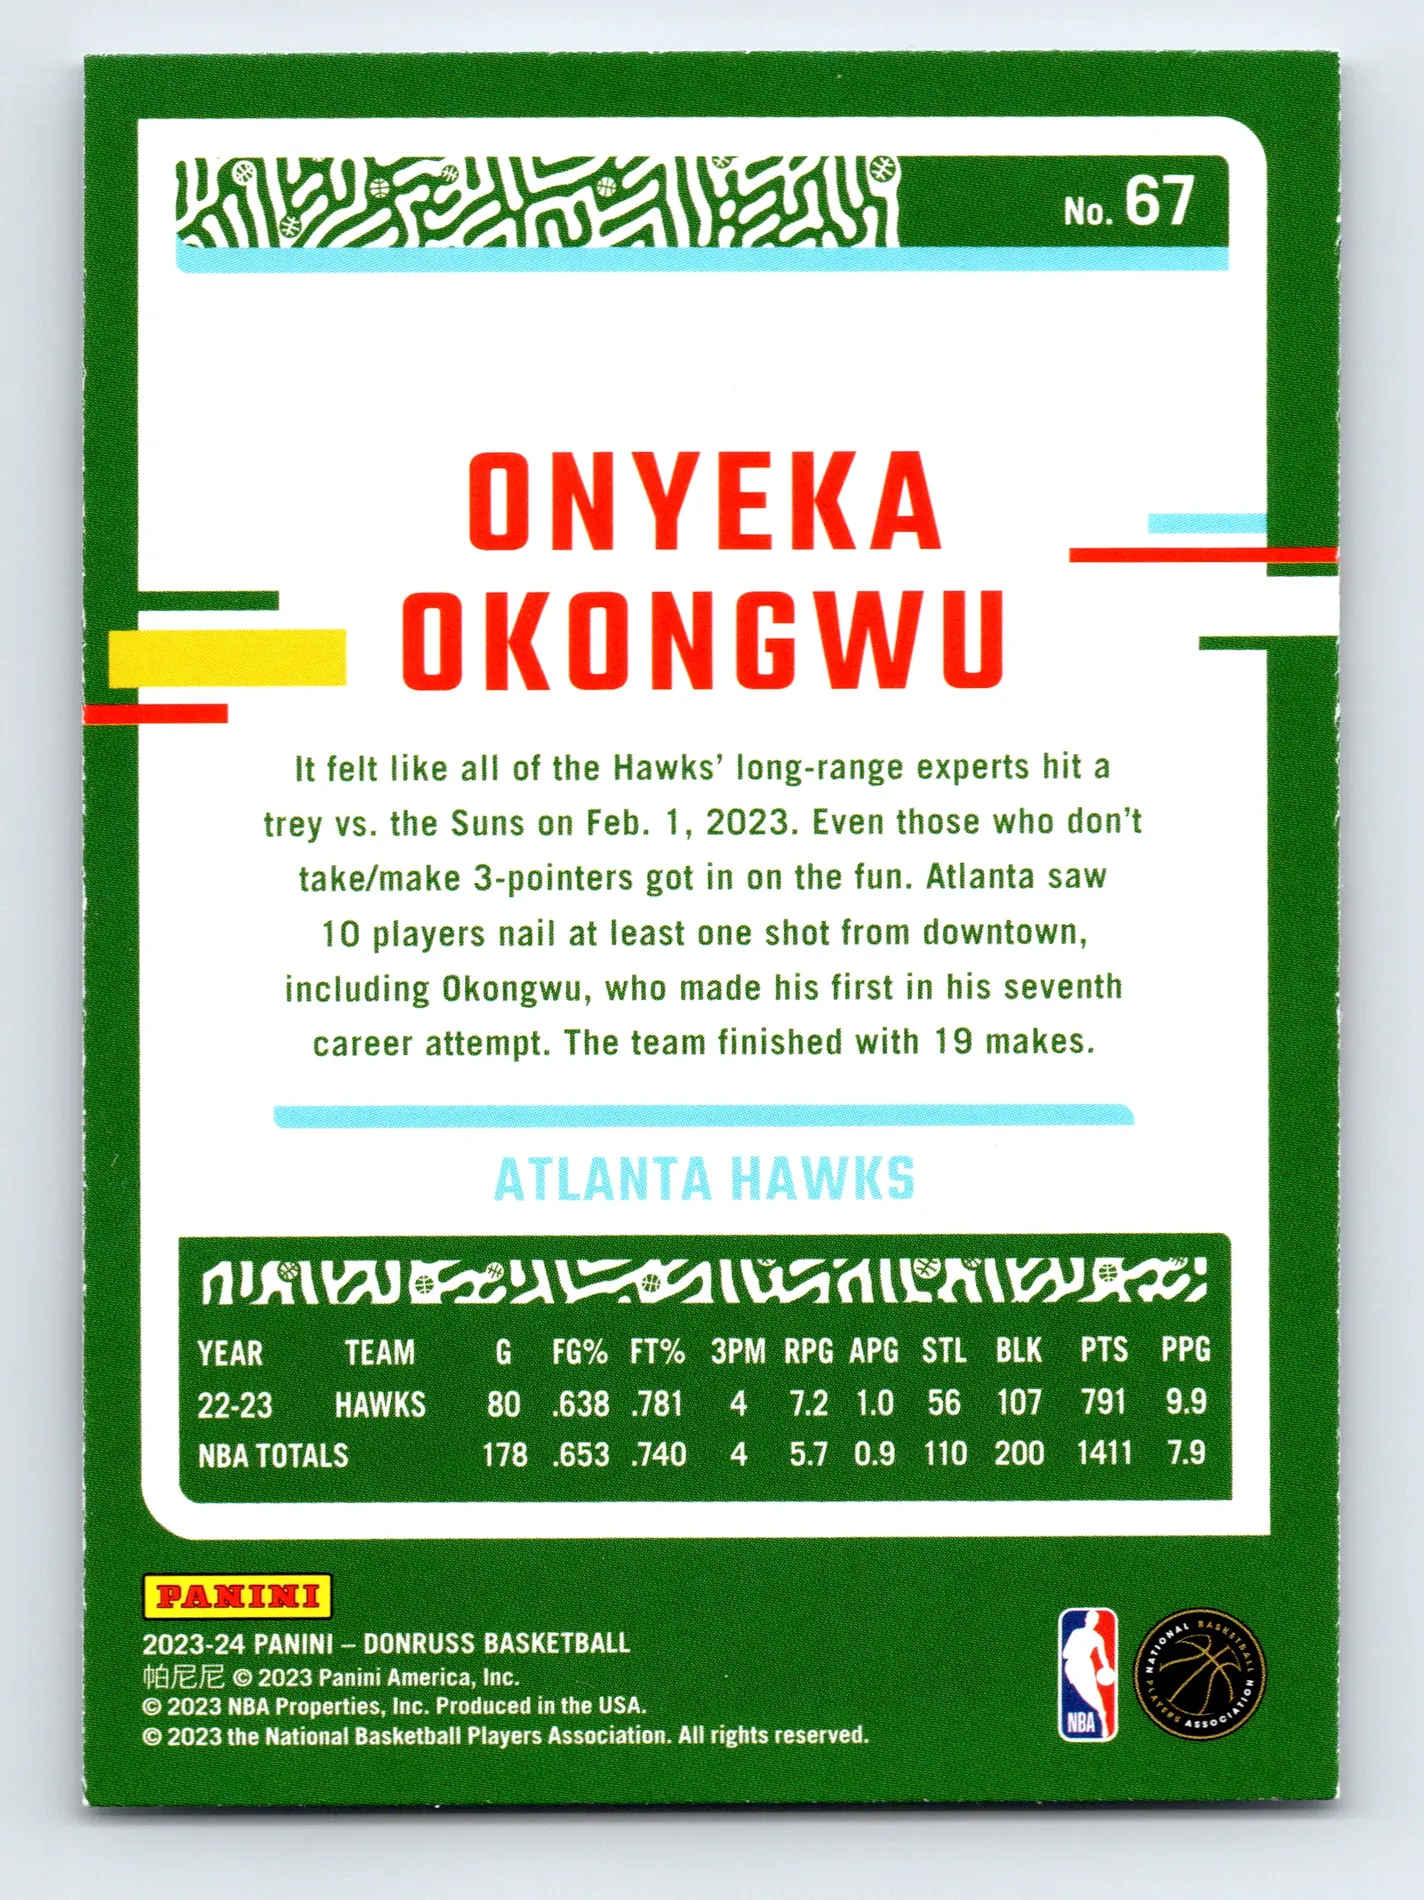 No. 67
ONYEKA
OKONGWU
It felt like all of the Hawks' long-range experts hit a
trey vs. the Suns on Feb. 1, 2023. Even those who don't
take/make 3-pointers got in on the fun. Atlanta saw
10 players nail at least one shot from downtown,
including Okongwu, who made his first in his seventh
career attempt. The team finished with 19 makes.
ATLANTA HAWKS
YEAR TEAM G FG% FT% 3PM RPG APG STL BLK PTS PPG
22-23 HAWKS 80 .638 .781 4 7.2 1.0 56 107 791 9.9
NBA TOTALS 178 .653 .740 4 5.7 0.9 110 200 1411 7.9
PANINI
2023-24 PANINI – DONRUSS BASKETBALL
帕尼尼 © 2023 Panini America, Inc.
© 2023 NBA Properties, Inc. Produced in the USA.
© 2023 the National Basketball Players Association. All rights reserved.
NBA
NATIONAL BASKETBALL
PLAYERS ASSOCIATION